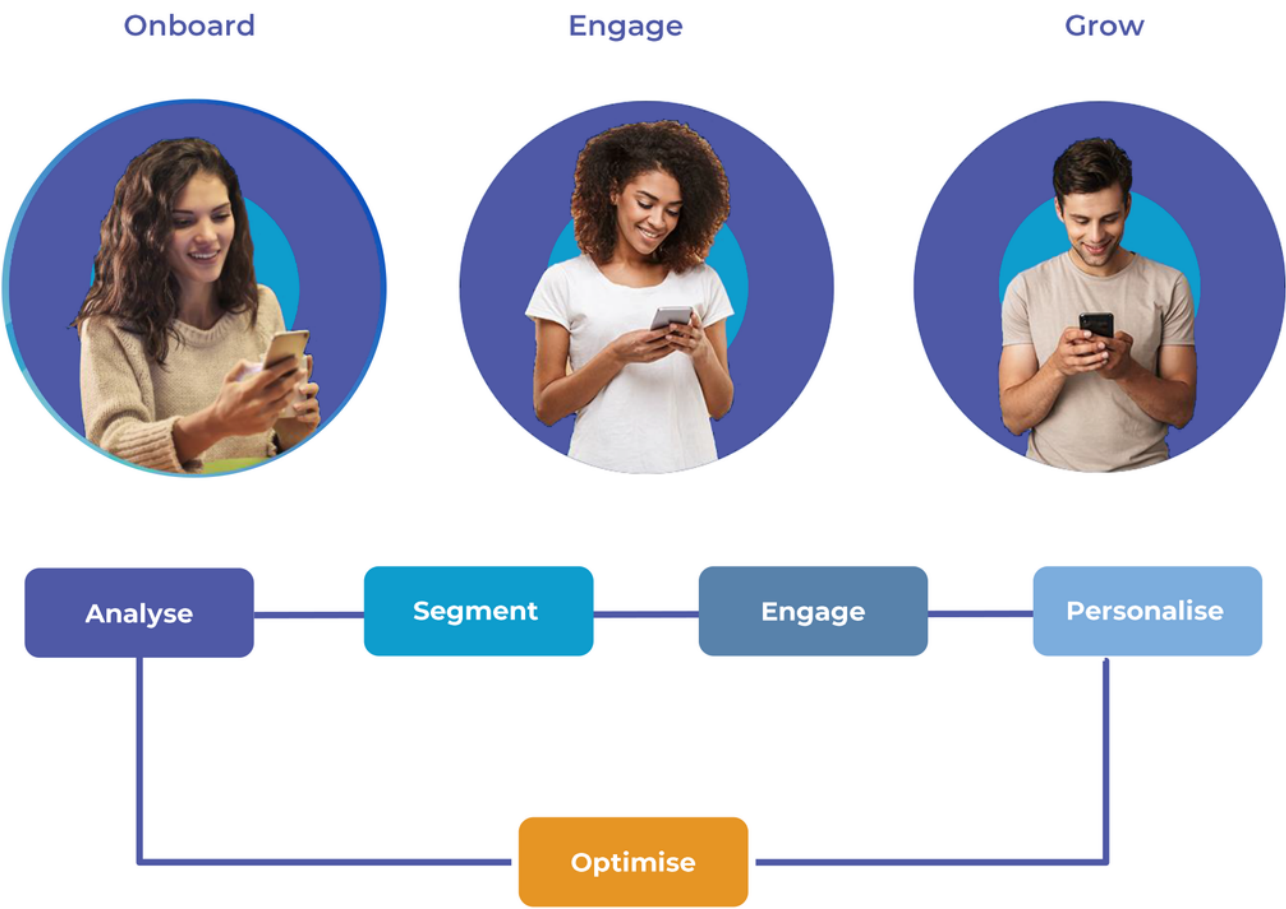 Onboard
Engage
Grow
Analyse
Segment
Engage
Personalise
Optimise